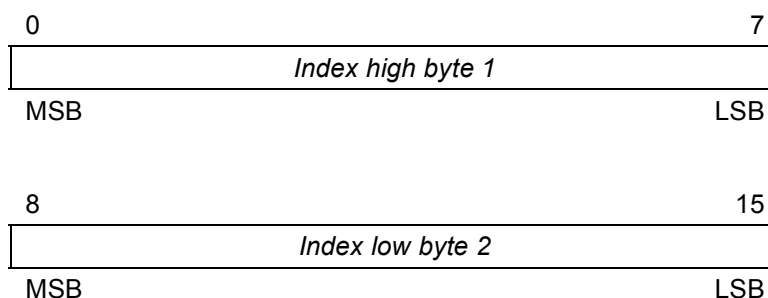 0 7
Index high byte 1
MSB LSB
8 15
Index low byte 2
MSB LSB